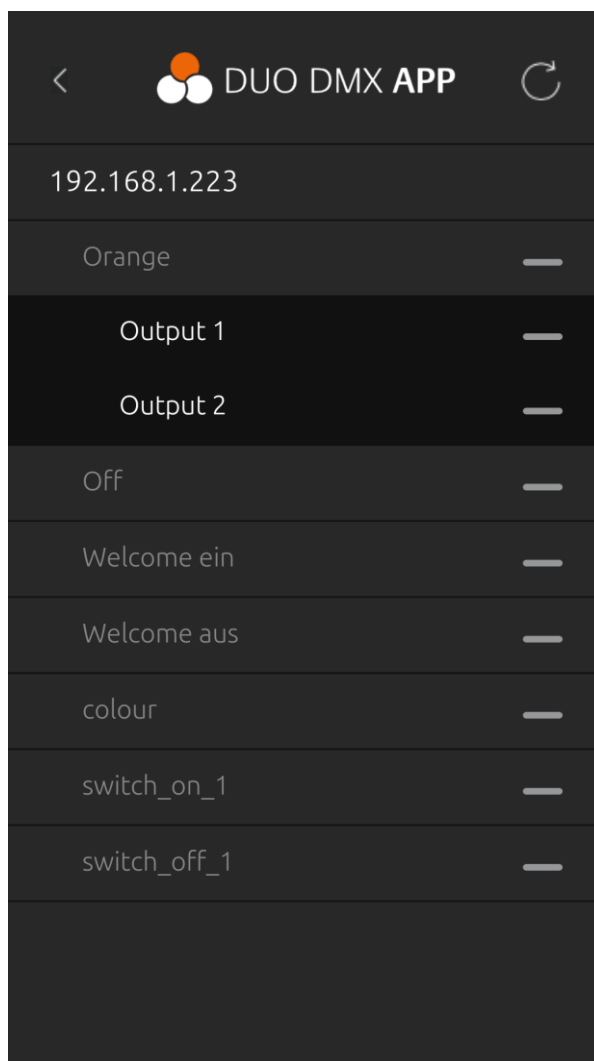 DUO DMX APP
192.168.1.223
Orange
Output 1
Output 2
Off
Welcome ein
Welcome aus
colour
switch_on_1
switch_off_1